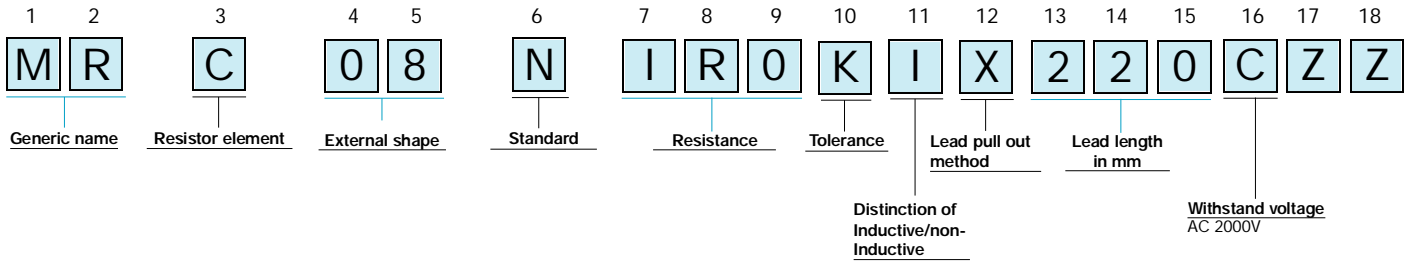 1 2 3 4 5 6 7 8 9 10 11 12 13 14 15 16 17 18
M R C 0 8 N I R 0 K I X 2 2 0 C Z Z
Generic name Resistor element External shape Standard Resistance Tolerance Lead pull out method Lead length in mm
Distinction of Inductive/non-Inductive
Withstand voltage
AC 2000V